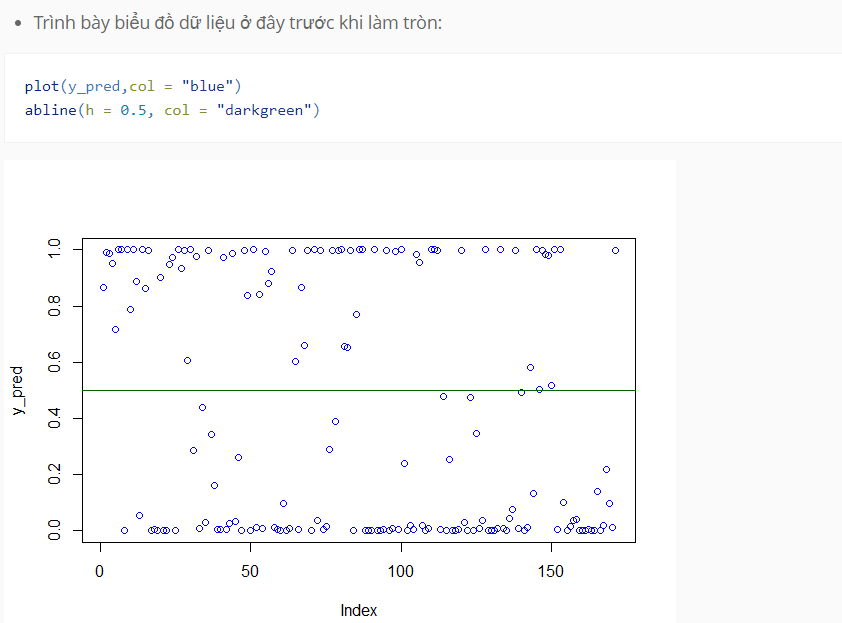 • Trình bày biểu đồ dữ liệu ở đây trước khi làm tròn:
plot(y_pred,col = "blue")
abline(h = 0.5, col = "darkgreen")
1.0
0.8
0.6
0.4
0.2
0.0
y_pred
0 50 100 150
Index